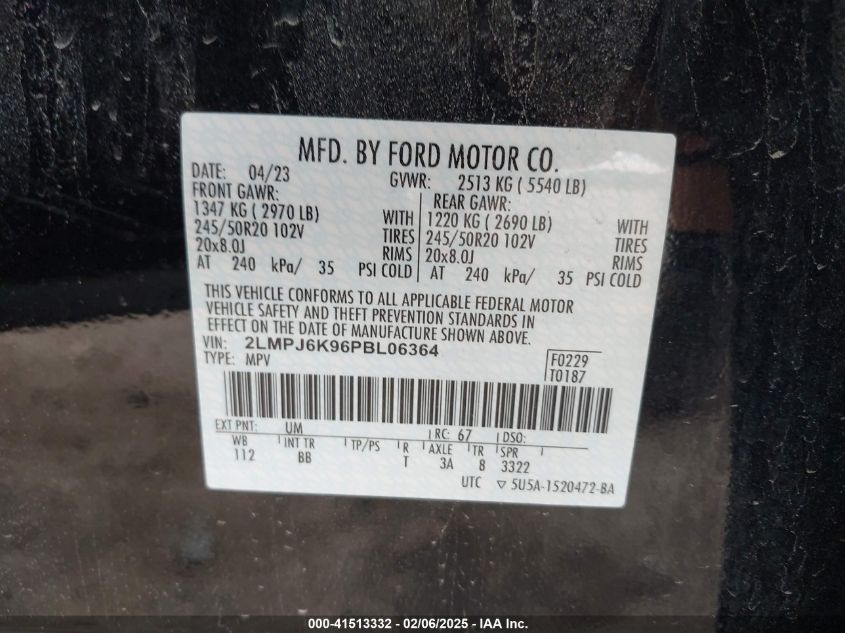 MFD. BY FORD MOTOR CO.
DATE: 04/23 GVWR: 2513 KG ( 5540 LB)
FRONT GAWR: REAR GAWR:
1347 KG ( 2970 LB) WITH 1220 KG ( 2690 LB) WITH
245/50R20 102V TIRES 245/50R20 102V TIRES
20x8.0J RIMS 20x8.0J RIMS
AT 240 kPa/ 35 PSI COLD AT 240 kPa/ 35 PSI COLD
THIS VEHICLE CONFORMS TO ALL APPLICABLE FEDERAL MOTOR
VEHICLE SAFETY AND THEFT PREVENTION STANDARDS IN
EFFECT ON THE DATE OF MANUFACTURE SHOWN ABOVE.
VIN: 2LMPJ6K96PBL06364 F0229
TYPE: MPV T0187
EXT PNT: UM RC: 67 DSO:
WB INT TR TP/PS R AXLE TR SPR
112 BB T 3A 8 3322
UTC ▽ 5U5A-1520472-BA
000-41513332 - 02/06/2025 - IAA Inc.